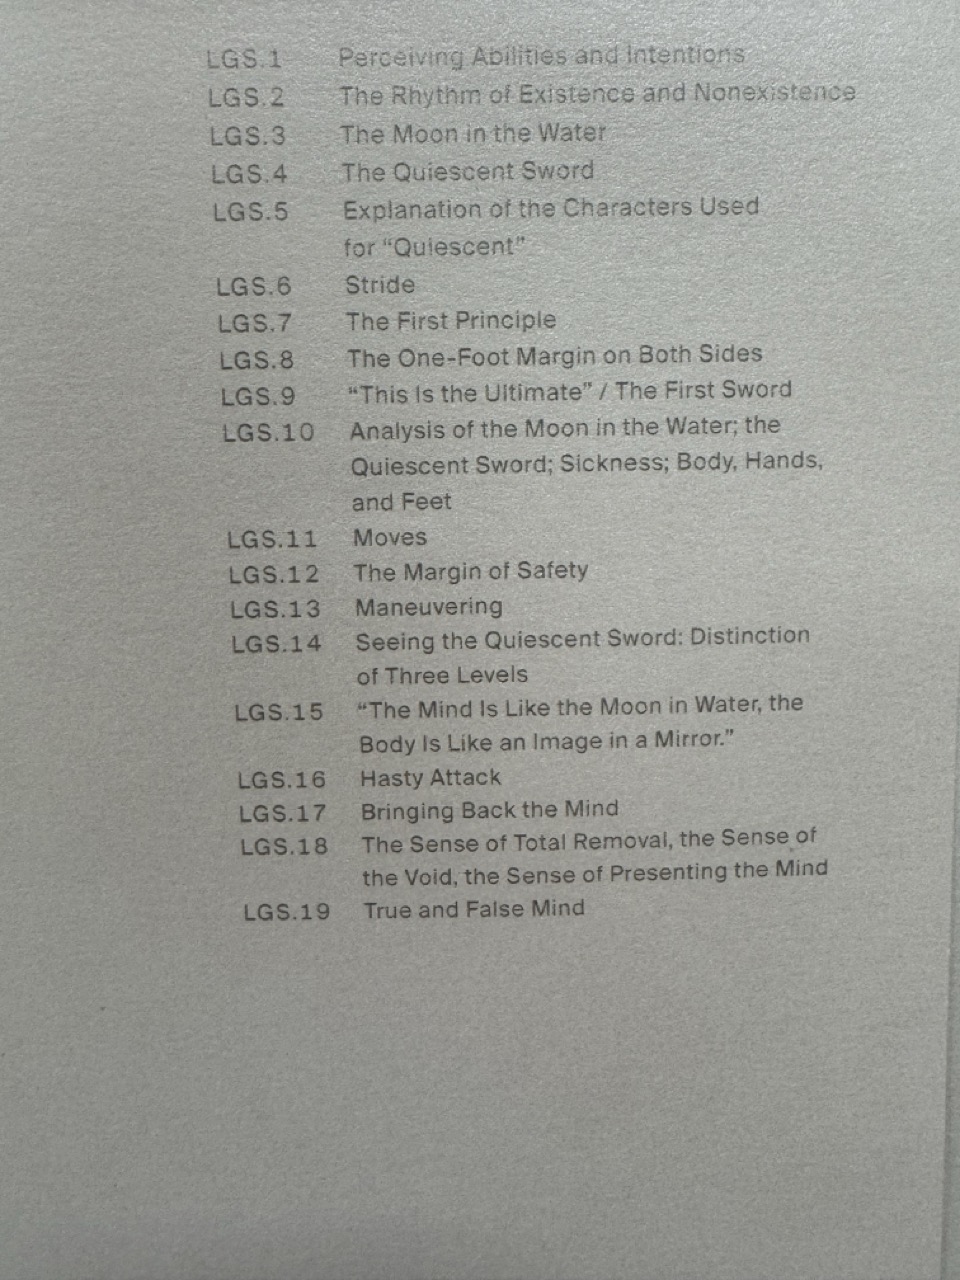 LGS.1 Perceiving Abilities and Intentions
LGS.2 The Rhythm of Existence and Nonexistence
LGS.3 The Moon in the Water
LGS.4 The Quiescent Sword
LGS.5 Explanation of the Characters Used
for “Quiescent”
LGS.6 Stride
LGS.7 The First Principle
LGS.8 The One-Foot Margin on Both Sides
LGS.9 “This Is the Ultimate” / The First Sword
LGS.10 Analysis of the Moon in the Water; the
Quiescent Sword; Sickness; Body, Hands,
and Feet
LGS.11 Moves
LGS.12 The Margin of Safety
LGS.13 Maneuvering
LGS.14 Seeing the Quiescent Sword: Distinction
of Three Levels
LGS.15 “The Mind Is Like the Moon in Water, the
Body Is Like an Image in a Mirror.”
LGS.16 Hasty Attack
LGS.17 Bringing Back the Mind
LGS.18 The Sense of Total Removal, the Sense of
the Void, the Sense of Presenting the Mind
LGS.19 True and False Mind